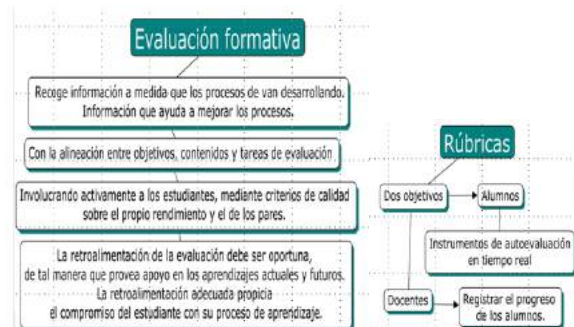 Evaluación formativa
Recoge información a medida que los procesos de van desarrollando.
Información que ayuda a mejorar los procesos.
Con la alineación entre objetivos, contenidos y tareas de evaluación
Involucrando activamente a los estudiantes, mediante criterios de calidad
sobre el propio rendimiento y el de los pares.
La retroalimentación de la evaluación debe ser oportuna,
de tal manera que provea apoyo en los aprendizajes actuales y futuros.
La retroalimentación adecuada propicia
el compromiso del estudiante con su proceso de aprendizaje.
Rúbricas
Dos objetivos
Alumnos
Instrumentos de autoevaluación
en tiempo real
Docentes
Registrar el progreso
de los alumnos.